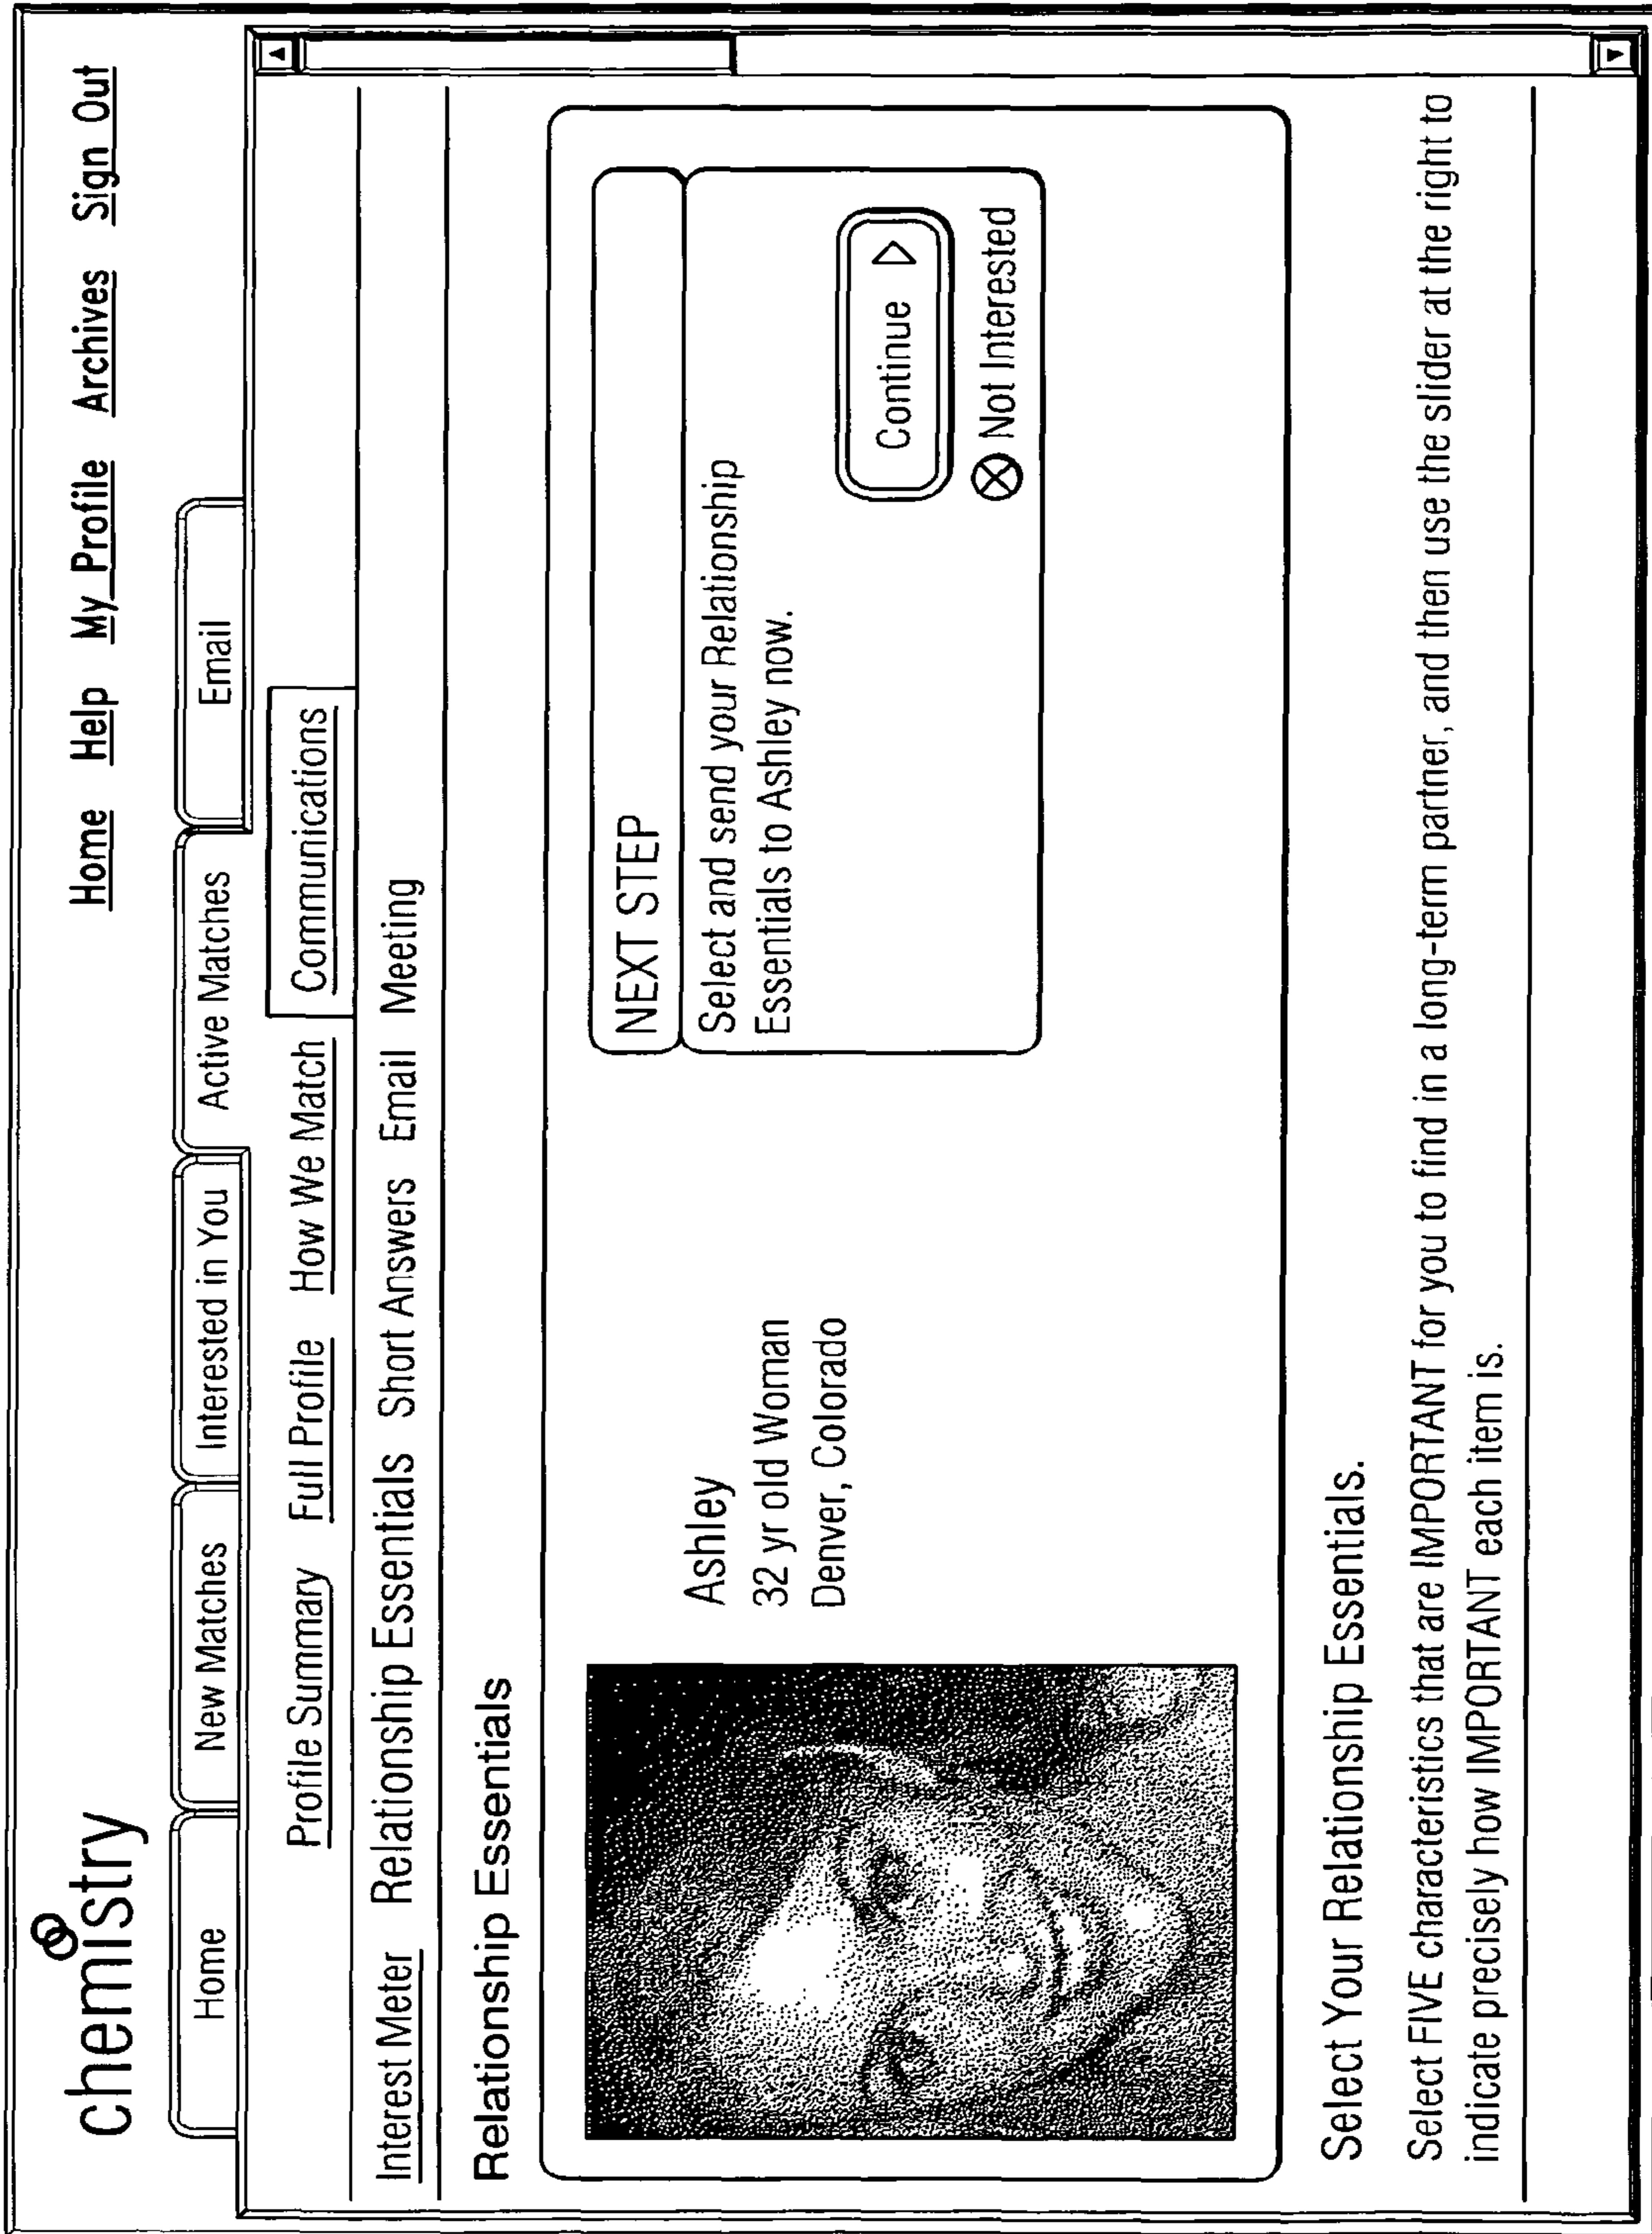 chemistry
Home Help My Profile Archives Sign Out
Home New Matches Interested in You Active Matches Email
Profile Summary Full Profile How We Match Communications
Interest Meter Relationship Essentials Short Answers Email Meeting
Relationship Essentials
Ashley
32 yr old Woman
Denver, Colorado
NEXT STEP
Select and send your Relationship
Essentials to Ashley now.
Continue
Not Interested
Select Your Relationship Essentials.
Select FIVE characteristics that are IMPORTANT for you to find in a long-term partner, and then use the slider at the right to
indicate precisely how IMPORTANT each item is.